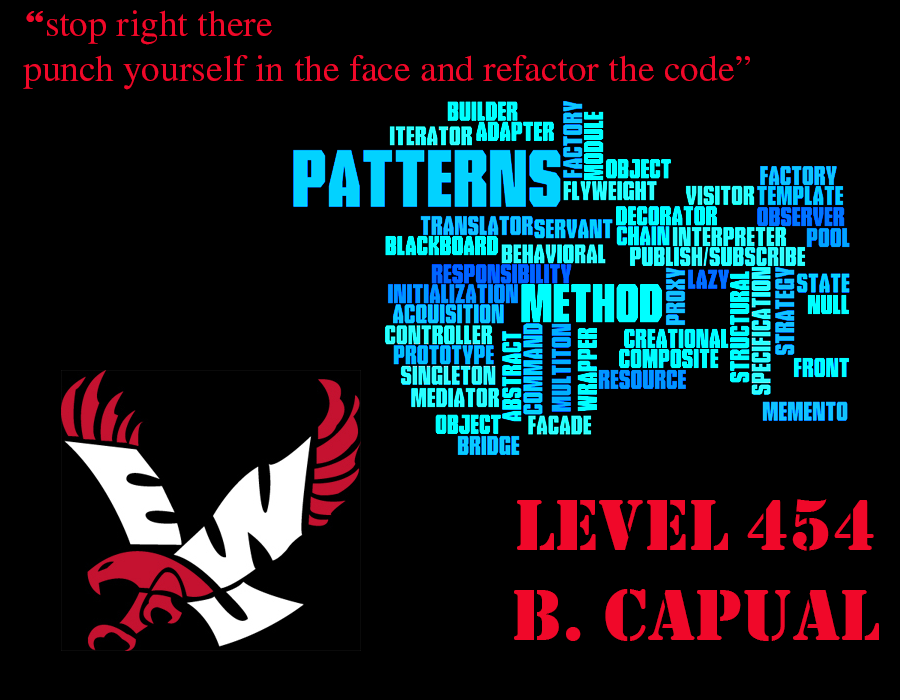 “stop right there
punch yourself in the face and refactor the code”
BUILDER
ITERATOR ADAPTER
FACTORY
MODULE
PATTERNS
OBJECT
FLYWEIGHT
FACTORY
VISITOR TEMPLATE
DECORATOR OBSERVER
TRANSLATOR SERVANT
CHAIN INTERPRETER POOL
BLACKBOARD BEHAVIORAL PUBLISH/SUBSCRIBE
RESPONSIBILITY
PROXY
LAZY
STRUCTURAL
SPECIFICATION
STRATEGY
STATE
INITIALIZATION METHOD NULL
ACQUISITION
CONTROLLER
ABSTRACT
COMMAND
MULTITON
WRAPPER
CREATIONAL
PROTOTYPE COMPOSITE
SINGLETON RESOURCE FRONT
MEDIATOR
MEMENTO
OBJECT FACADE
BRIDGE
EWU
LEVEL 454
B. CAPUAL